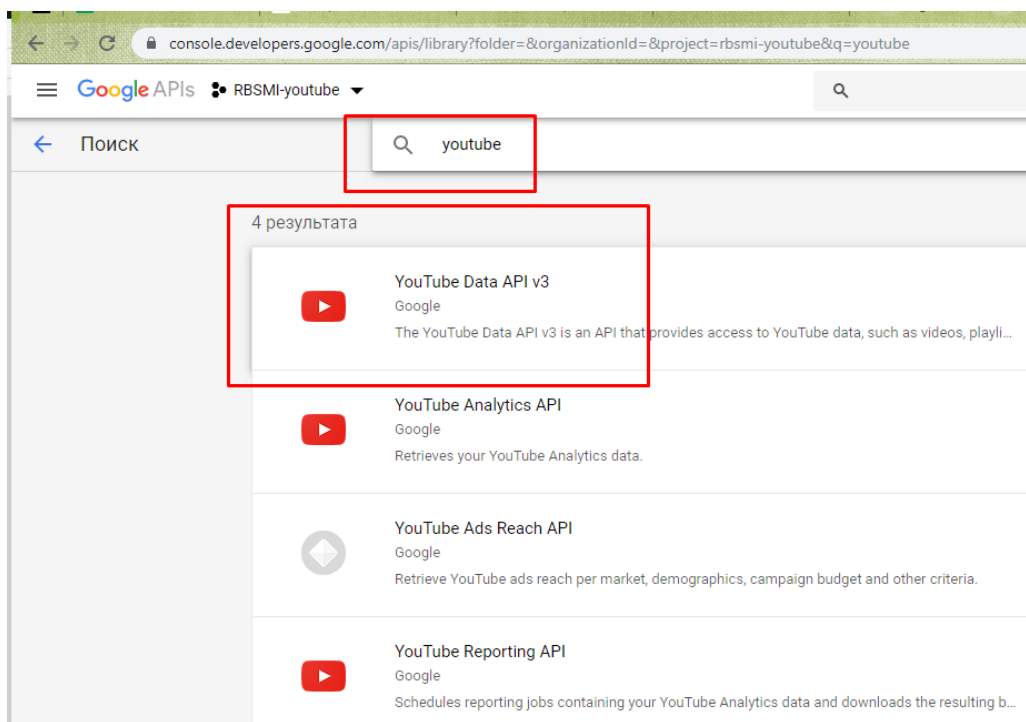 console.developers.google.com/apis/library?folder=&organizationId=&project=rbsmi-youtube&q=youtube
Google APIs RBSMI-youtube
Поиск
youtube
4 результата
YouTube Data API v3
Google
The YouTube Data API v3 is an API that provides access to YouTube data, such as videos, playli...
YouTube Analytics API
Google
Retrieves your YouTube Analytics data.
YouTube Ads Reach API
Google
Retrieve YouTube ads reach per market, demographics, campaign budget and other criteria.
YouTube Reporting API
Google
Schedules reporting jobs containing your YouTube Analytics data and downloads the resulting b...